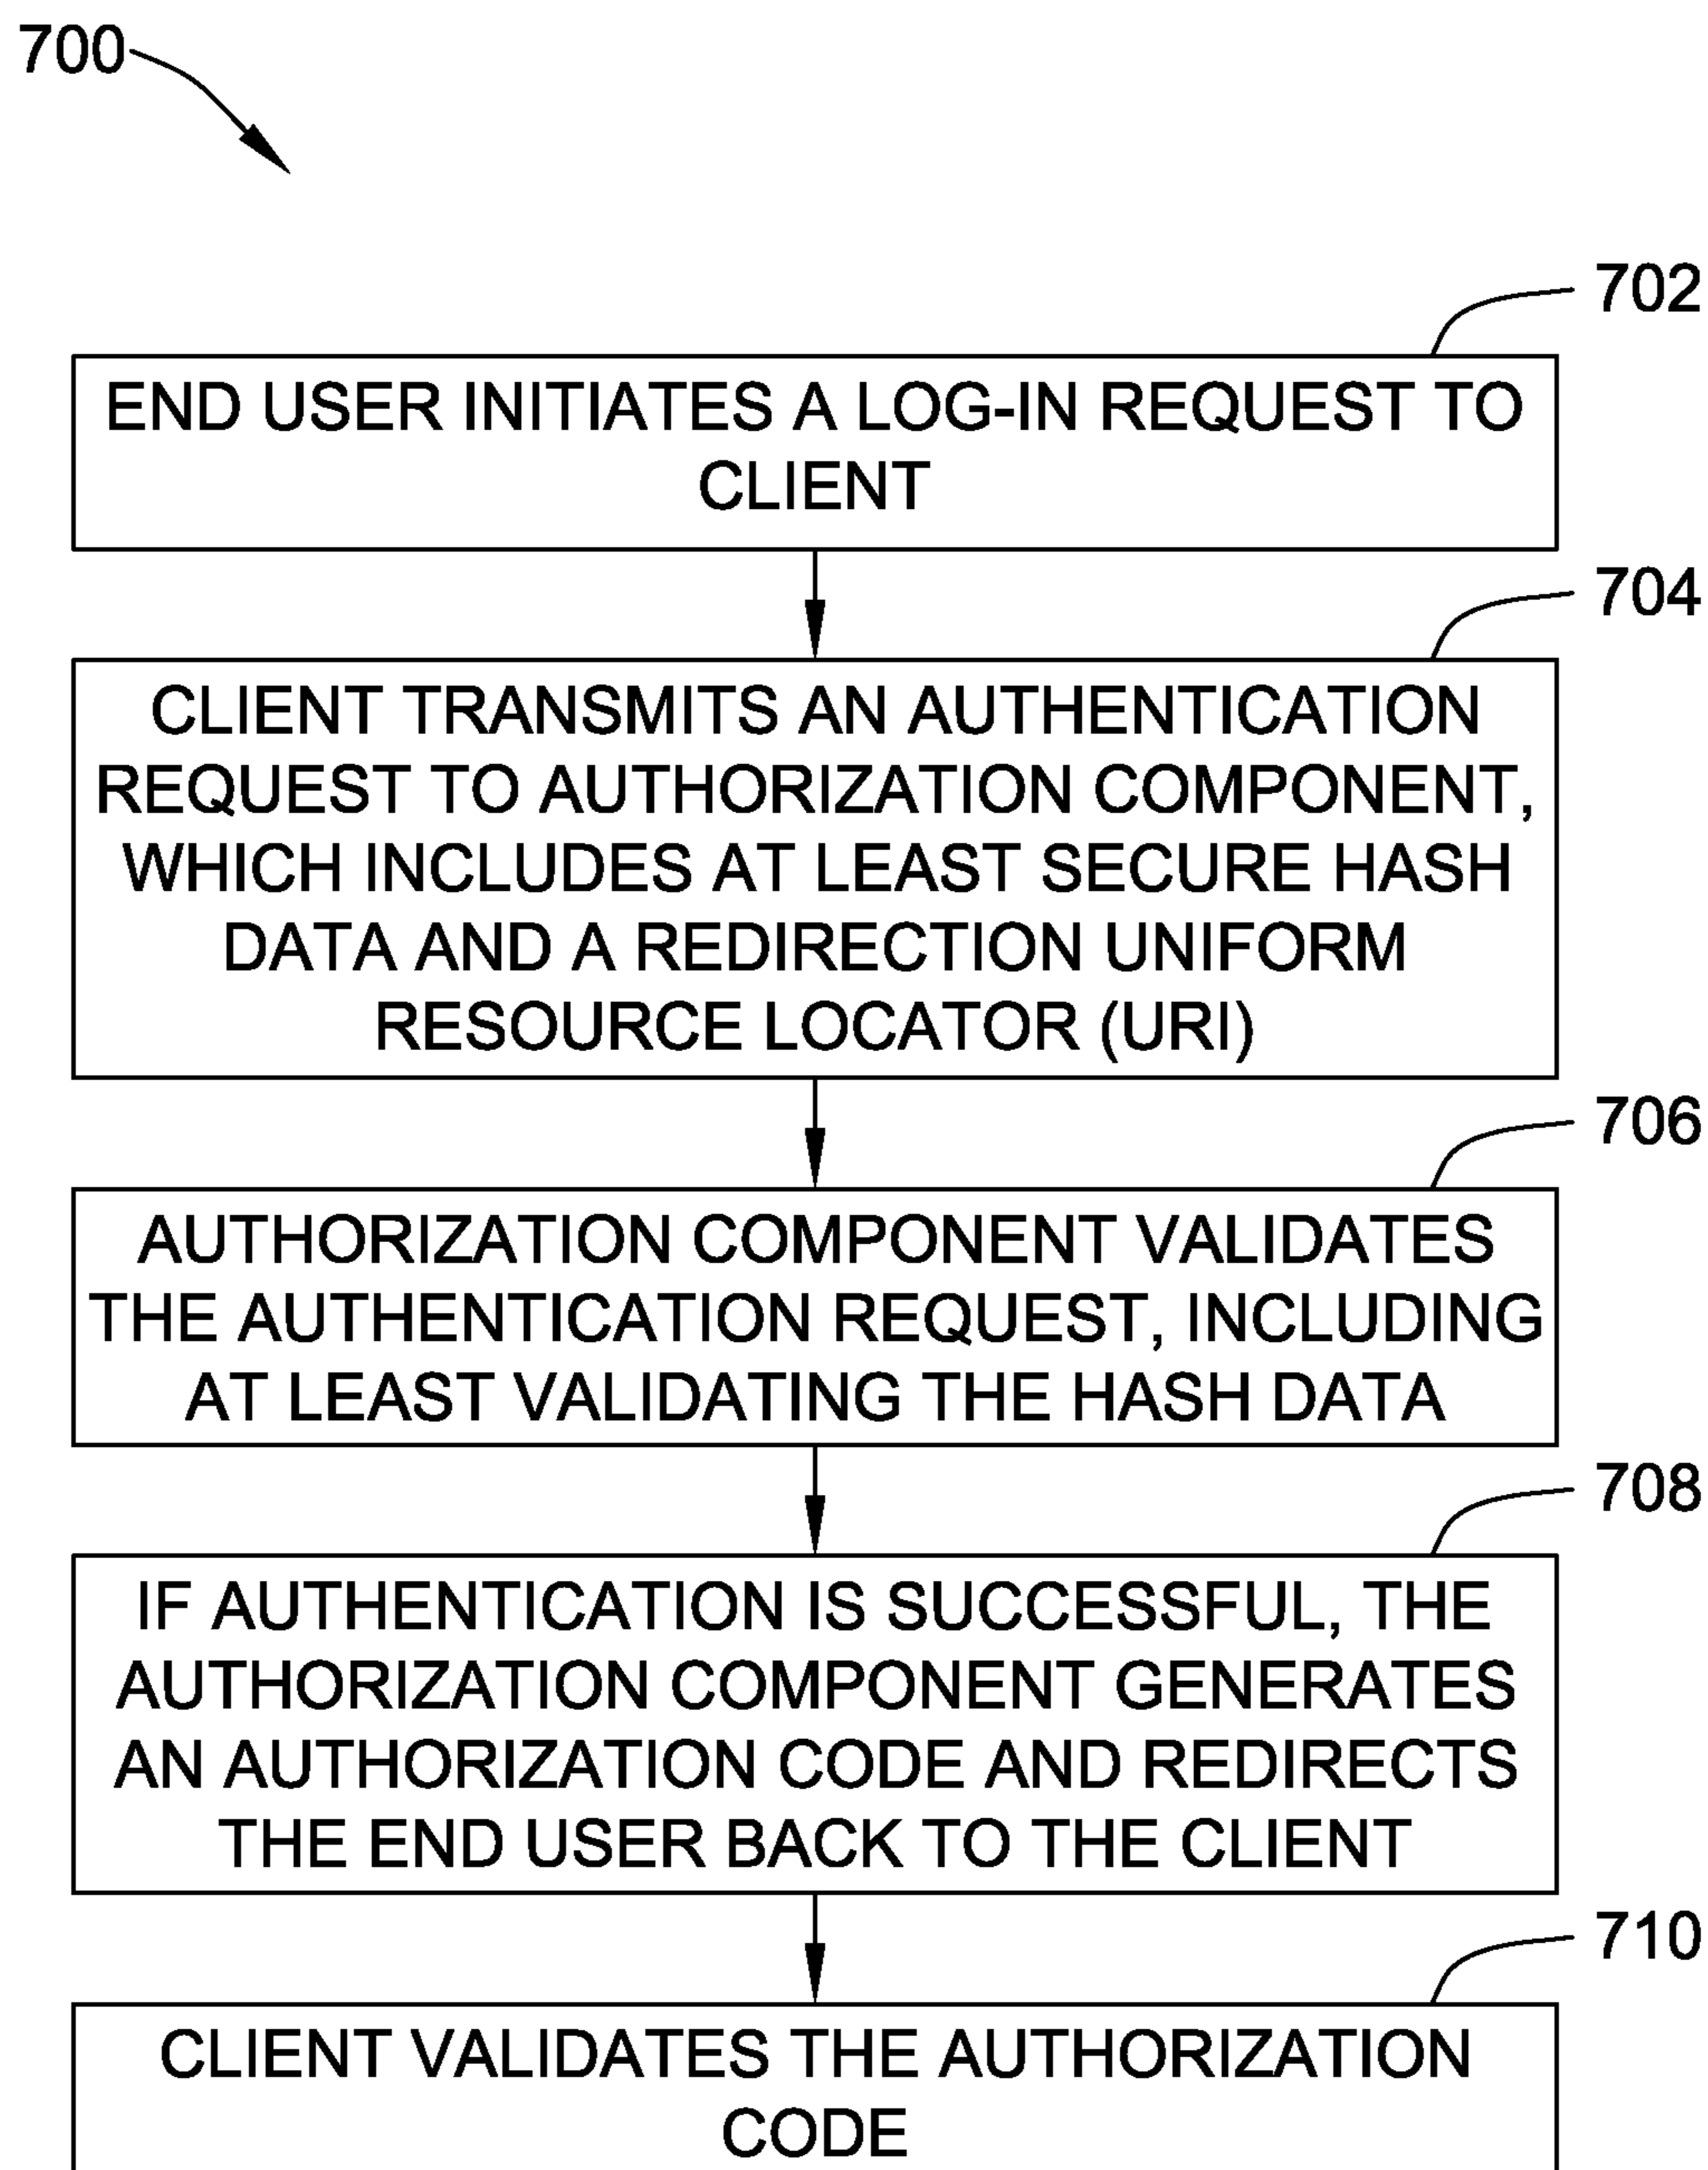 700
702
END USER INITIATES A LOG-IN REQUEST TO
CLIENT
704
CLIENT TRANSMITS AN AUTHENTICATION
REQUEST TO AUTHORIZATION COMPONENT,
WHICH INCLUDES AT LEAST SECURE HASH
DATA AND A REDIRECTION UNIFORM
RESOURCE LOCATOR (URI)
706
AUTHORIZATION COMPONENT VALIDATES
THE AUTHENTICATION REQUEST, INCLUDING
AT LEAST VALIDATING THE HASH DATA
708
IF AUTHENTICATION IS SUCCESSFUL, THE
AUTHORIZATION COMPONENT GENERATES
AN AUTHORIZATION CODE AND REDIRECTS
THE END USER BACK TO THE CLIENT
710
CLIENT VALIDATES THE AUTHORIZATION
CODE